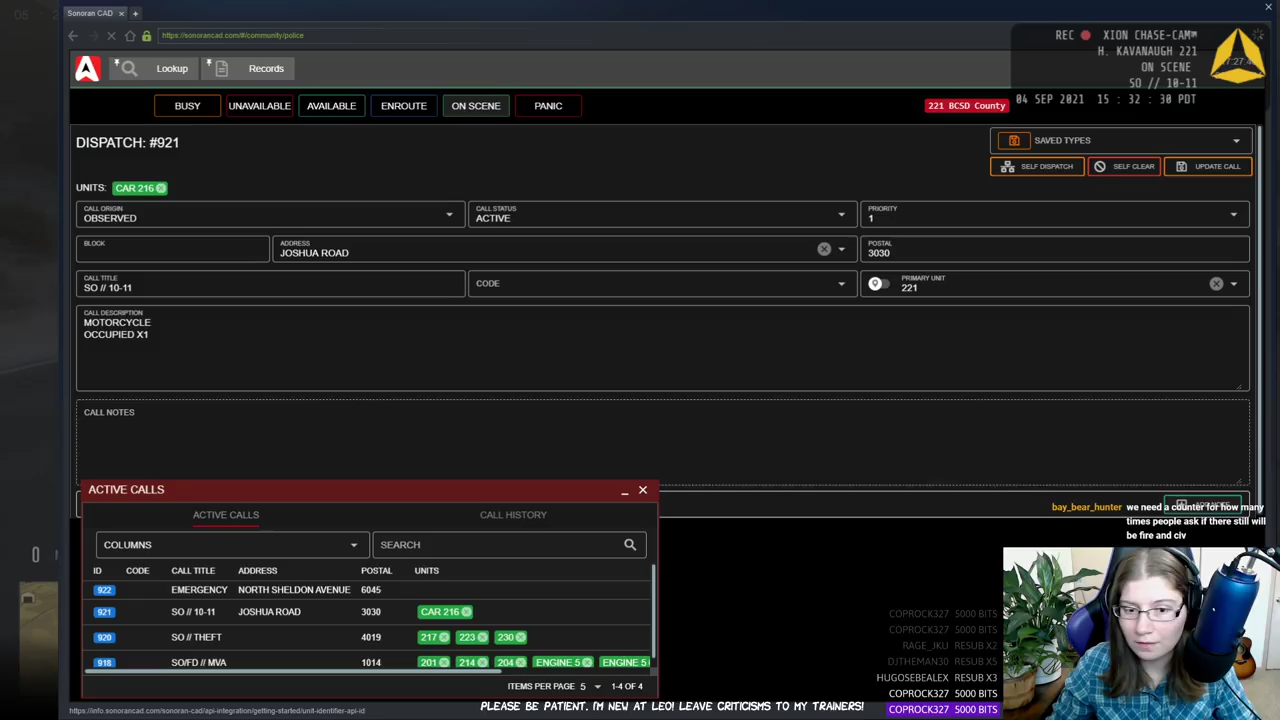 Sonoran CAD
https://sonorancad.com/#/community/police
Lookup
Records
REC XION CHASE-CAM™
H. KAVANAUGH 221
ON SCENE
SO // 10-11
04 SEP 2021 15 : 32 : 30 PDT
BUSY
UNAVAILABLE
AVAILABLE
ENROUTE
ON SCENE
PANIC
221 BCSD County
DISPATCH: #921
SAVED TYPES
SELF DISPATCH
SELF CLEAR
UPDATE CALL
UNITS: CAR 216
CALL ORIGIN
OBSERVED
CALL STATUS
ACTIVE
PRIORITY
1
BLOCK
ADDRESS
JOSHUA ROAD
POSTAL
3030
CALL TITLE
SO // 10-11
CODE
PRIMARY UNIT
221
CALL DESCRIPTION
MOTORCYCLE
OCCUPIED X1
CALL NOTES
ACTIVE CALLS
ACTIVE CALLS
CALL HISTORY
COLUMNS
SEARCH
ID CODE CALL TITLE ADDRESS POSTAL UNITS
922 EMERGENCY NORTH SHELDON AVENUE 6045
921 SO // 10-11 JOSHUA ROAD 3030 CAR 216
920 SO // THEFT 4019 217 223 230
918 SO/FD // MVA 1014 201 214 204 ENGINE 5 ENGINE 5
ITEMS PER PAGE 5 1-4 OF 4
bay_bear_hunter we need a counter for how many
times people ask if there still will
be fire and civ
COPROCK327 5000 BITS
COPROCK327 5000 BITS
RAGE_JKU RESUB X2
DJTHEMAN30 RESUB X5
HUGOSEBEALEX RESUB X3
COPROCK327 5000 BITS
COPROCK327 5000 BITS
PLEASE BE PATIENT. I'M NEW AT LEO! LEAVE CRITICISMS TO MY TRAINERS!
https://info.sonorancad.com/sonoran-cad/api-integration/getting-started/unit-identifier-api-id